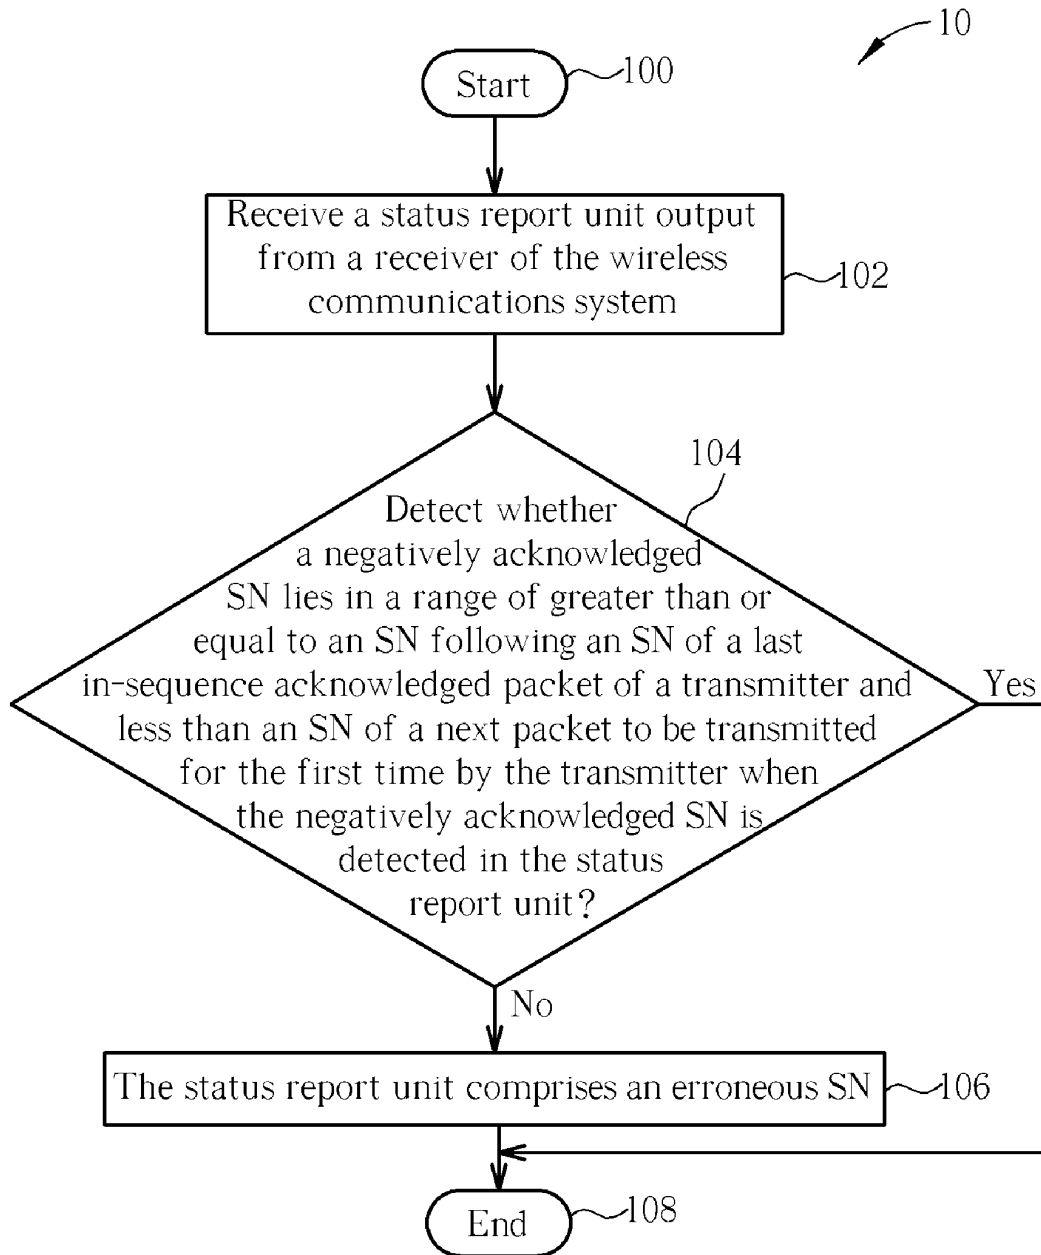 10
Start
100
Receive a status report unit output
from a receiver of the wireless
communications system
102
104
Detect whether
a negatively acknowledged
SN lies in a range of greater than or
equal to an SN following an SN of a last
in-sequence acknowledged packet of a transmitter and
less than an SN of a next packet to be transmitted
for the first time by the transmitter when
the negatively acknowledged SN is
detected in the status
report unit?
Yes
No
The status report unit comprises an erroneous SN
106
End
108